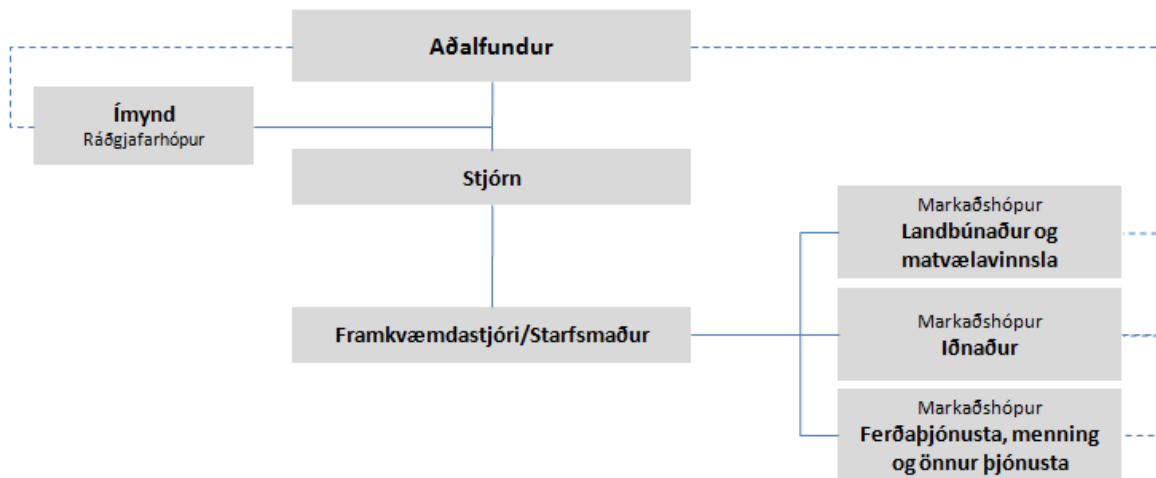 Aðalfundur
Ímynd
Ráðgjafarhópur
Stjórn
Markaðshópur
Landbúnaður og
matvælavinnsla
Framkvæmdastjóri/Starfsmaður
Markaðshópur
Iðnaður
Markaðshópur
Ferðaþjónusta, menning
og önnur þjónusta